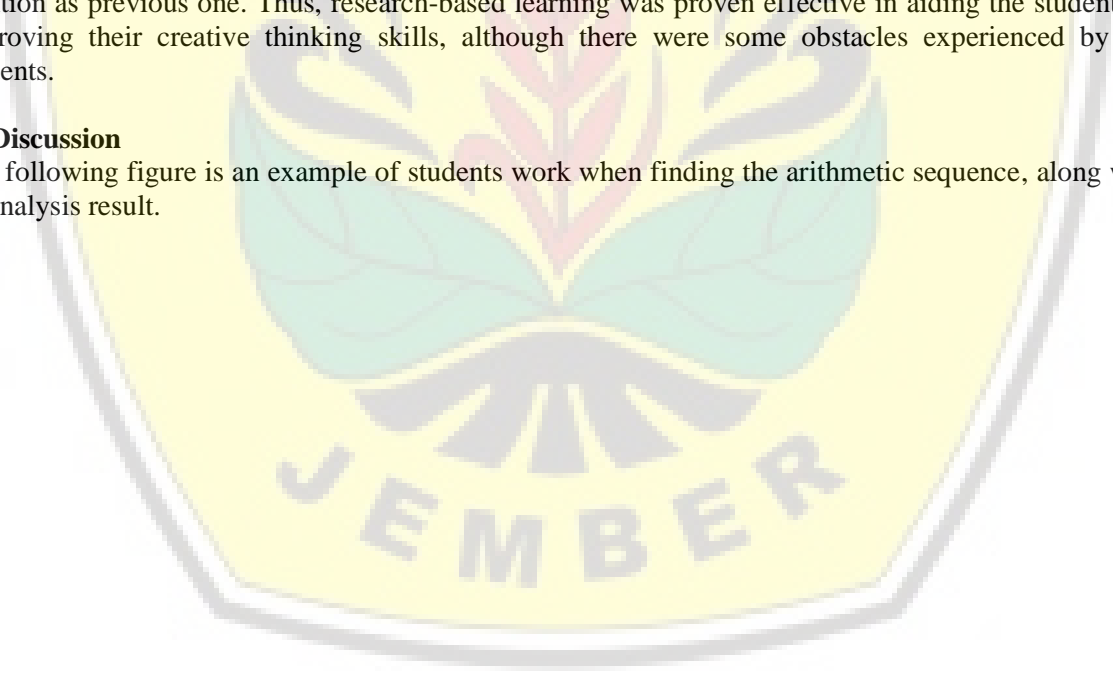 tion as previous one. Thus, research-based learning was proven effective in aiding the student
roving their creative thinking skills, although there were some obstacles experienced by
ents.
Discussion
following figure is an example of students work when finding the arithmetic sequence, along
nalysis result.
JEMBER